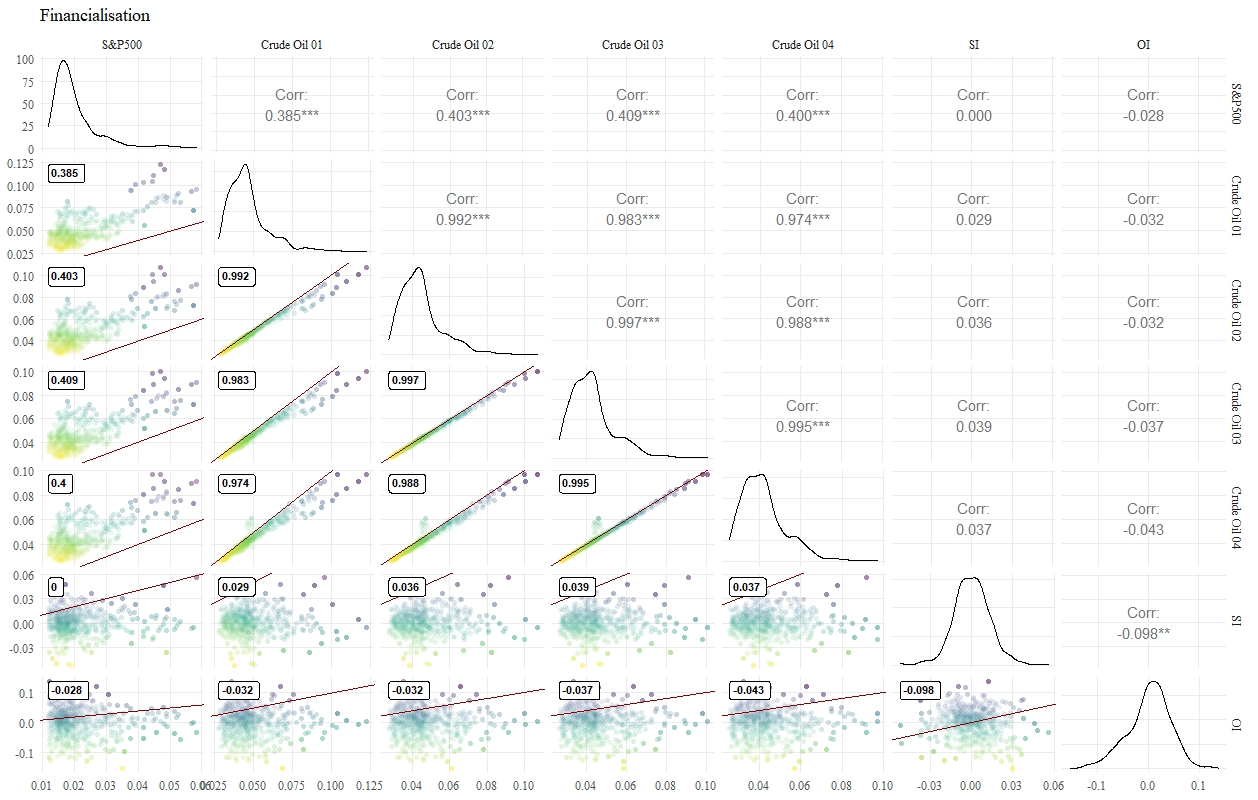 Financialisation
S&P500 Crude Oil 01 Crude Oil 02 Crude Oil 03 Crude Oil 04 SI OI
100
75
50
25
0
Corr: Corr: Corr: Corr: Corr: Corr:
0.385*** 0.403*** 0.409*** 0.400*** 0.000 -0.028
S&P500
0.125
0.100
0.075
0.050
0.025
0.385
Corr: Corr: Corr: Corr: Corr:
0.992*** 0.983*** 0.974*** 0.029 -0.032
Crude Oil 01
0.10
0.08
0.06
0.04
0.403 0.992
Corr: Corr: Corr: Corr:
0.997*** 0.988*** 0.036 -0.032
Crude Oil 02
0.10
0.08
0.06
0.04
0.409 0.983 0.997
Corr: Corr: Corr:
0.995*** 0.039 -0.037
Crude Oil 03
0.10
0.08
0.06
0.04
0.4 0.974 0.988 0.995
Corr: Corr:
0.037 -0.043
Crude Oil 04
0.06
0.03
0.00
-0.03
0 0.029 0.036 0.039 0.037
Corr:
-0.098**
SI
0.1
0.0
-0.1
-0.028 -0.032 -0.032 -0.037 -0.043 -0.098
OI
0.01 0.02 0.03 0.04 0.05 0.06 0.025 0.050 0.075 0.100 0.125 0.04 0.06 0.08 0.10 0.04 0.06 0.08 0.10 0.04 0.06 0.08 0.10 -0.03 0.00 0.03 0.06 -0.1 0.0 0.1